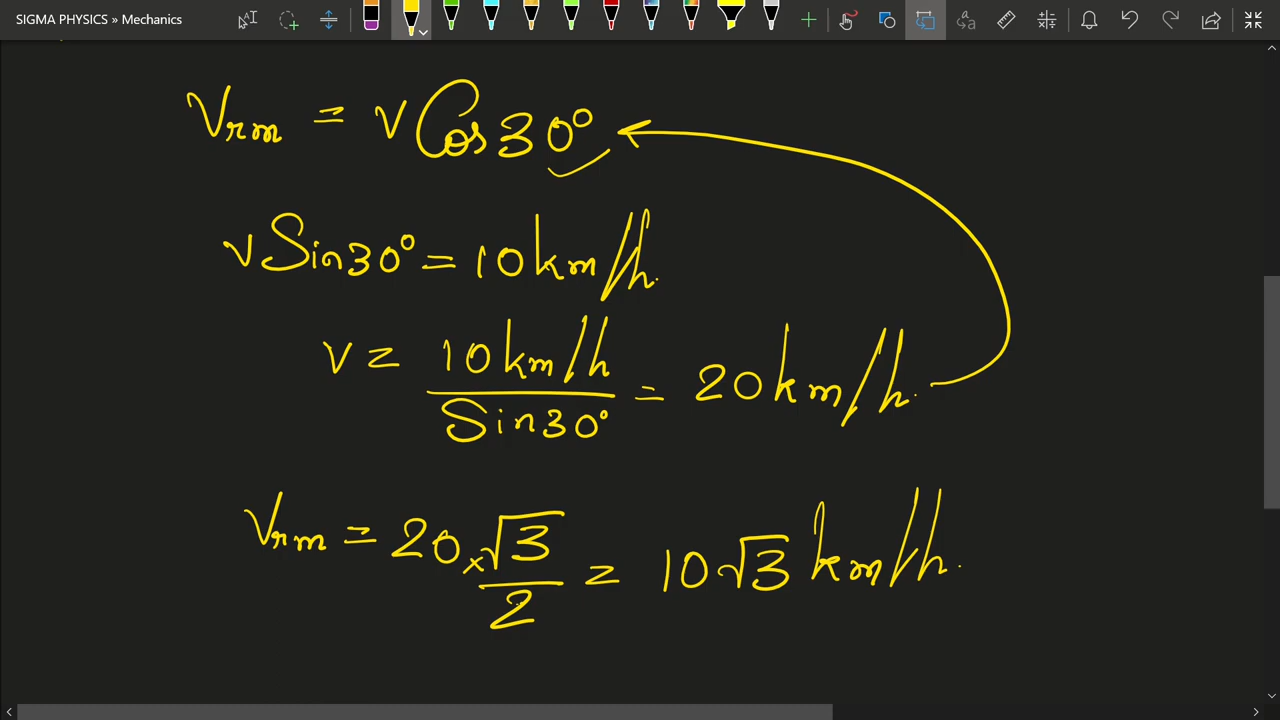 SIGMA PHYSICS » Mechanics
Vrm = v Cos30°
v Sin30° = 10 km/h.
v = 10 km/h / Sin30° = 20 km/h.
Vrm = 20 × √3/2 = 10√3 km/h.